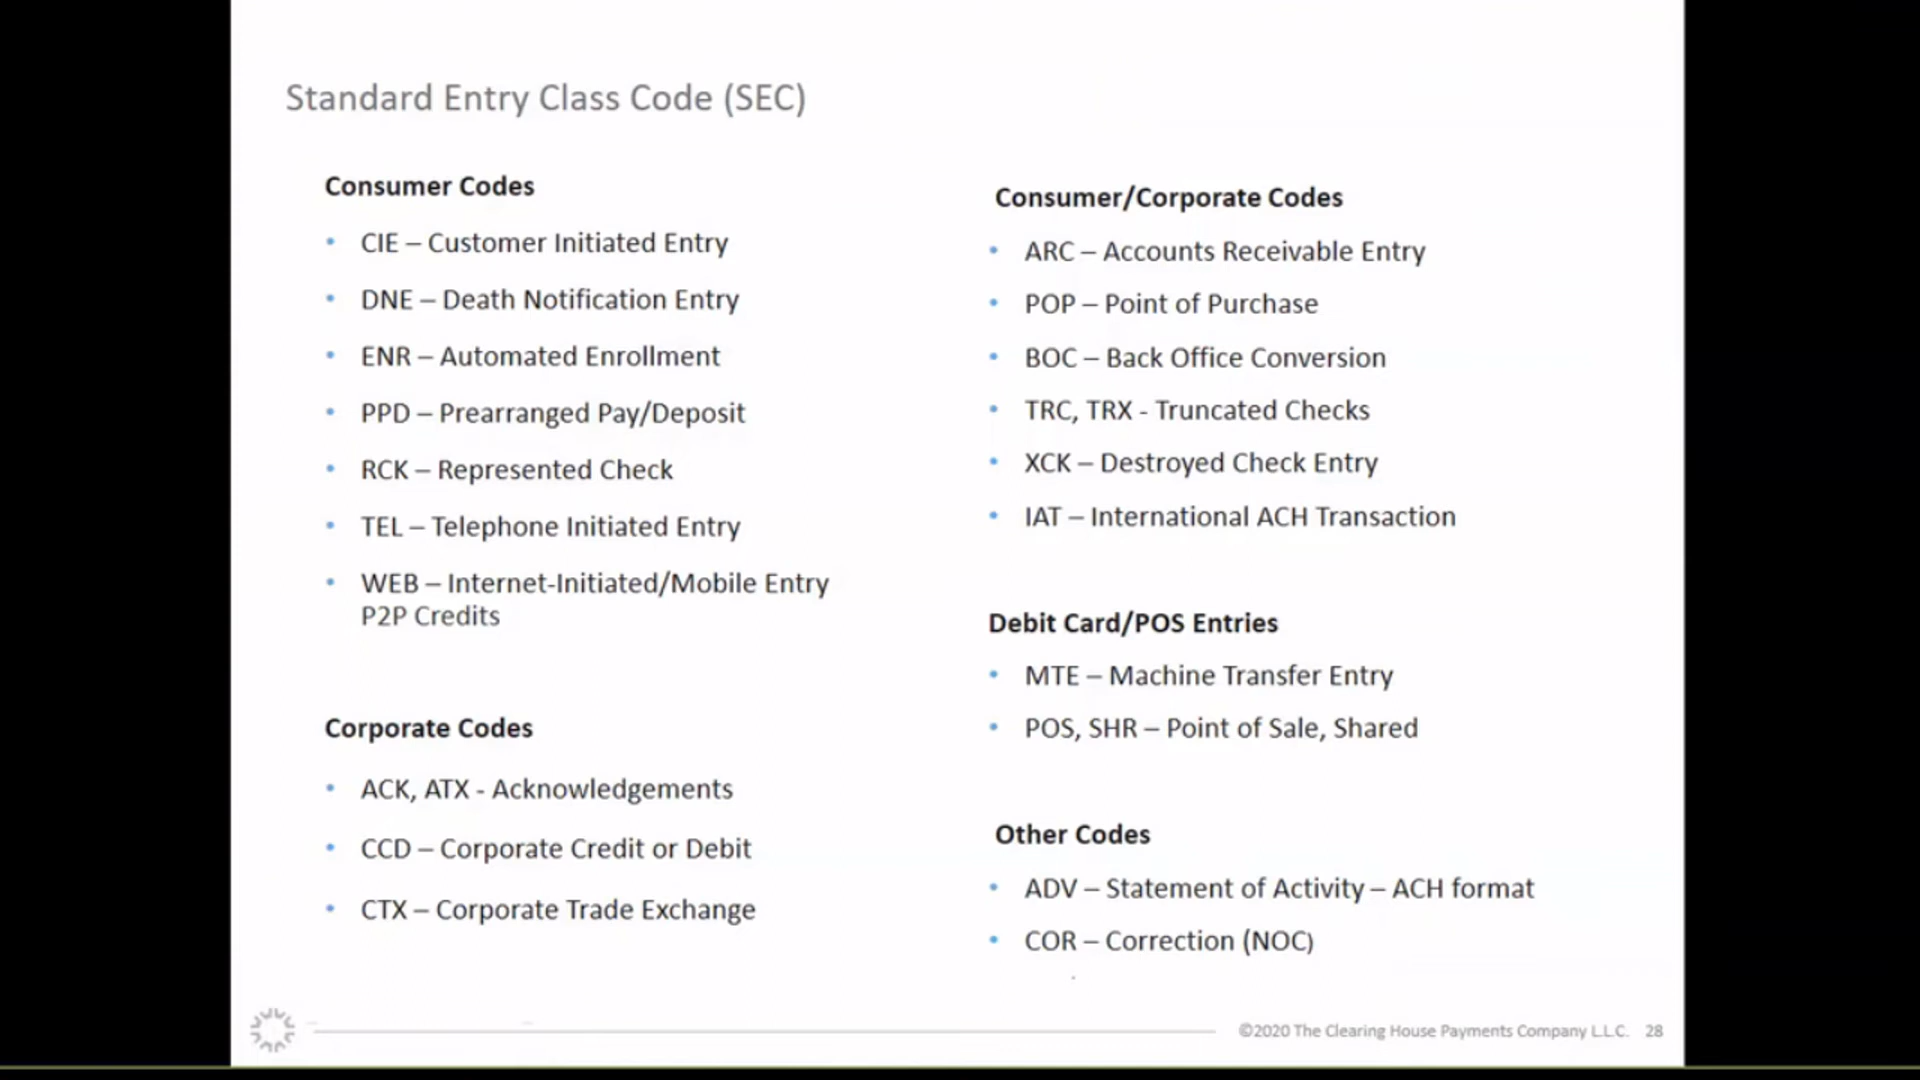 Standard Entry Class Code (SEC)
Consumer Codes
• CIE – Customer Initiated Entry
• DNE – Death Notification Entry
• ENR – Automated Enrollment
• PPD – Prearranged Pay/Deposit
• RCK – Represented Check
• TEL – Telephone Initiated Entry
• WEB – Internet-Initiated/Mobile Entry
P2P Credits
Corporate Codes
• ACK, ATX - Acknowledgements
• CCD – Corporate Credit or Debit
• CTX – Corporate Trade Exchange
Consumer/Corporate Codes
• ARC – Accounts Receivable Entry
• POP – Point of Purchase
• BOC – Back Office Conversion
• TRC, TRX - Truncated Checks
• XCK – Destroyed Check Entry
• IAT – International ACH Transaction
Debit Card/POS Entries
• MTE – Machine Transfer Entry
• POS, SHR – Point of Sale, Shared
Other Codes
• ADV – Statement of Activity – ACH format
• COR – Correction (NOC)
©2020 The Clearing House Payments Company L.L.C. 28